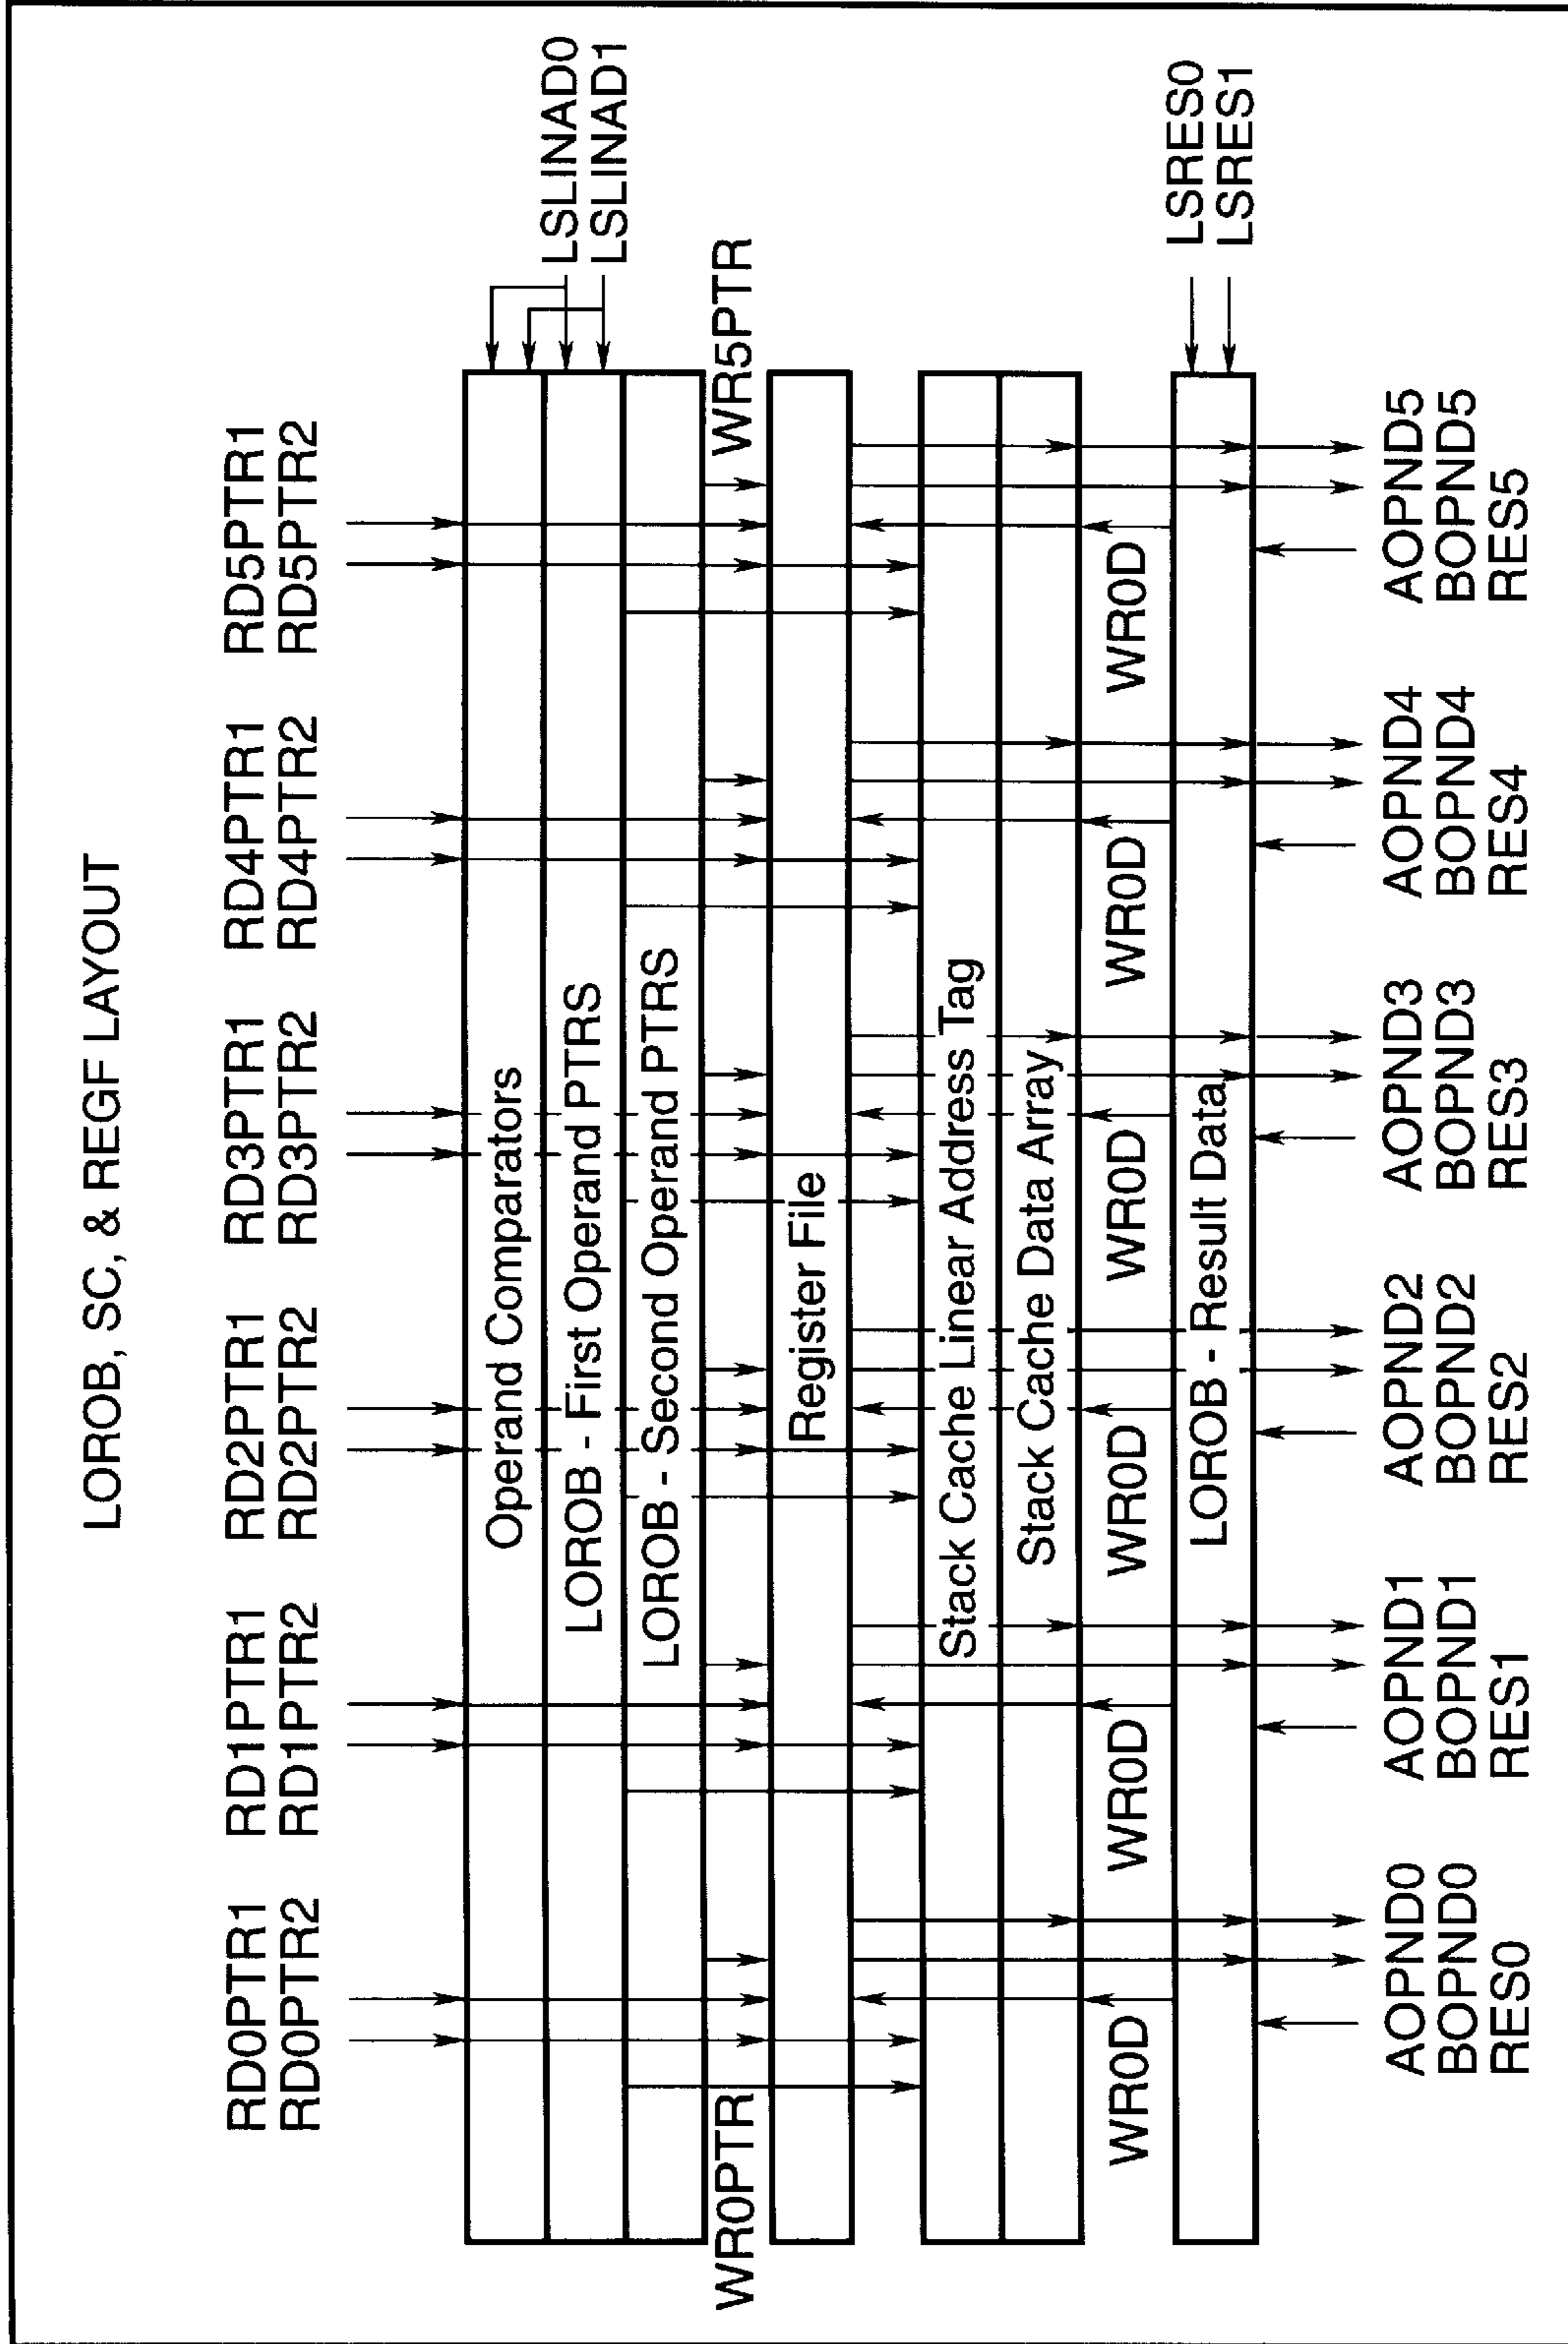 LOROB, SC, & REGF LAYOUT
RD0PTR1
RD0PTR2
RD1PTR1
RD1PTR2
RD2PTR1
RD2PTR2
RD3PTR1
RD3PTR2
RD4PTR1
RD4PTR2
RD5PTR1
RD5PTR2
LSLINAD0
LSLINAD1
Operand Comparators
LOROB - First Operand PTRS
LOROB - Second Operand PTRS
WR0PTR
WR5PTR
Register File
Stack Cache Linear Address Tag
Stack Cache Data Array
WR0D
WR0D
WR0D
WR0D
WR0D
WR0D
LOROB - Result Data
LSRES0
LSRES1
AOPND0
BOPND0
RES0
AOPND1
BOPND1
RES1
AOPND2
BOPND2
RES2
AOPND3
BOPND3
RES3
AOPND4
BOPND4
RES4
AOPND5
BOPND5
RES5